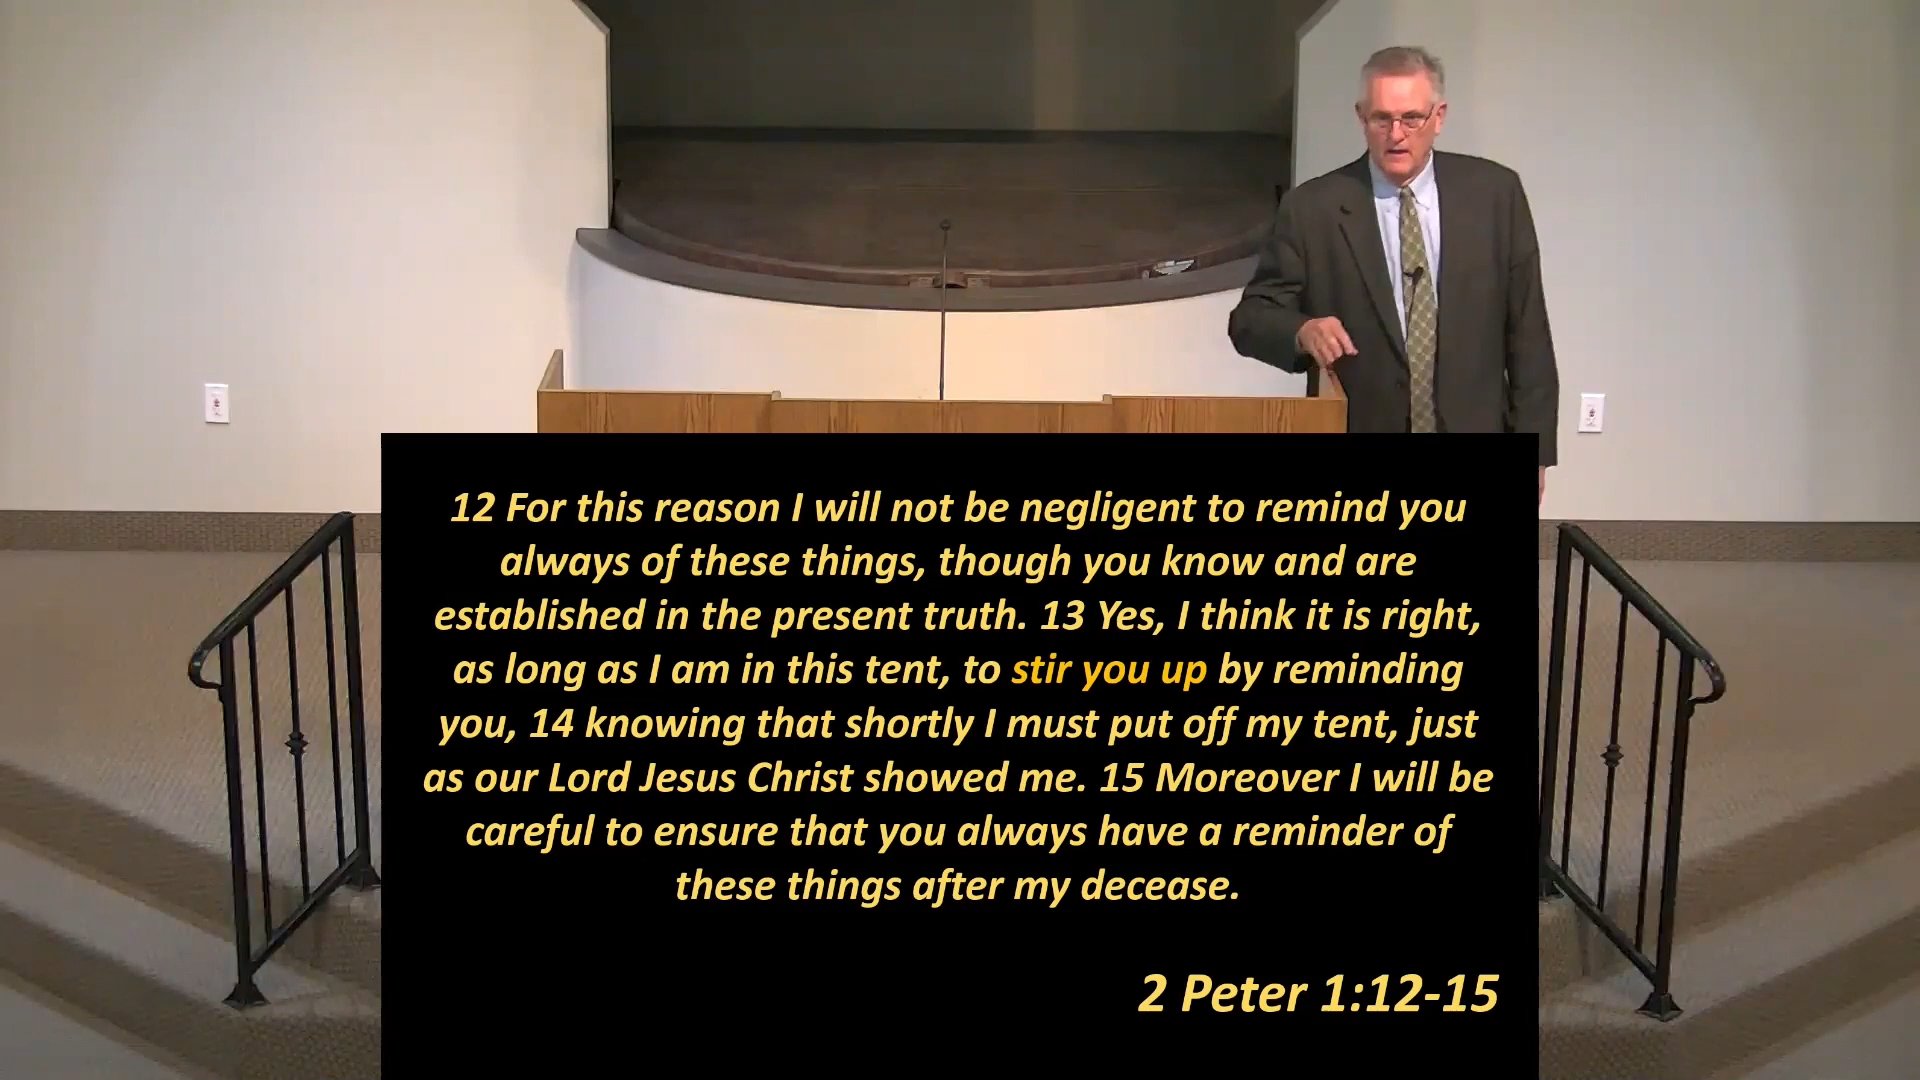 12 For this reason I will not be negligent to remind you
always of these things, though you know and are
established in the present truth. 13 Yes, I think it is right,
as long as I am in this tent, to stir you up by reminding
you, 14 knowing that shortly I must put off my tent, just
as our Lord Jesus Christ showed me. 15 Moreover I will be
careful to ensure that you always have a reminder of
these things after my decease.
2 Peter 1:12-15